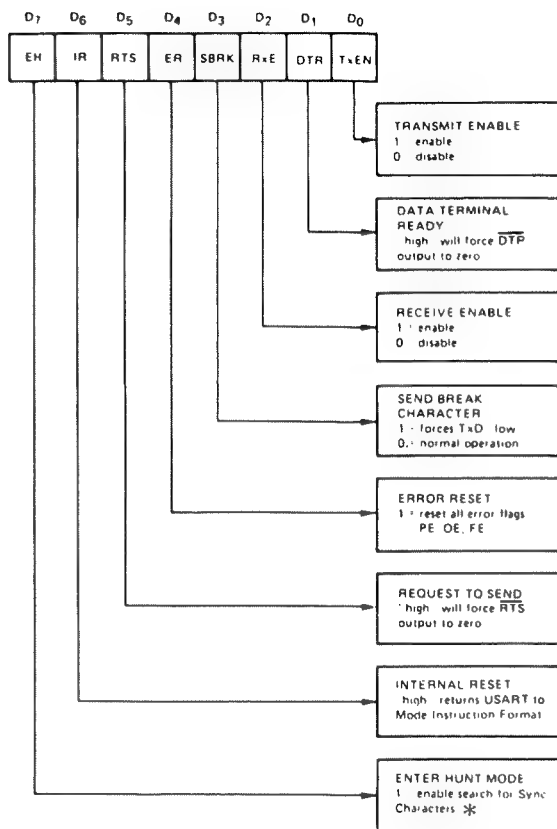 D7 D6 D5 D4 D3 D2 D1 D0
EH IR RTS ER SBRK RxE DTR TxEN
TRANSMIT ENABLE
1 enable
0 disable
DATA TERMINAL
READY
high will force DTP
output to zero
RECEIVE ENABLE
1 = enable
0 disable
SEND BREAK
CHARACTER
1 = forces TxD low
0 = normal operation
ERROR RESET
1 = reset all error flags
PE OE, FE
REQUEST TO SEND
high will force RTS
output to zero
INTERNAL RESET
high returns USART to
Mode Instruction Format
ENTER HUNT MODE
1 enable search for Sync
Characters *